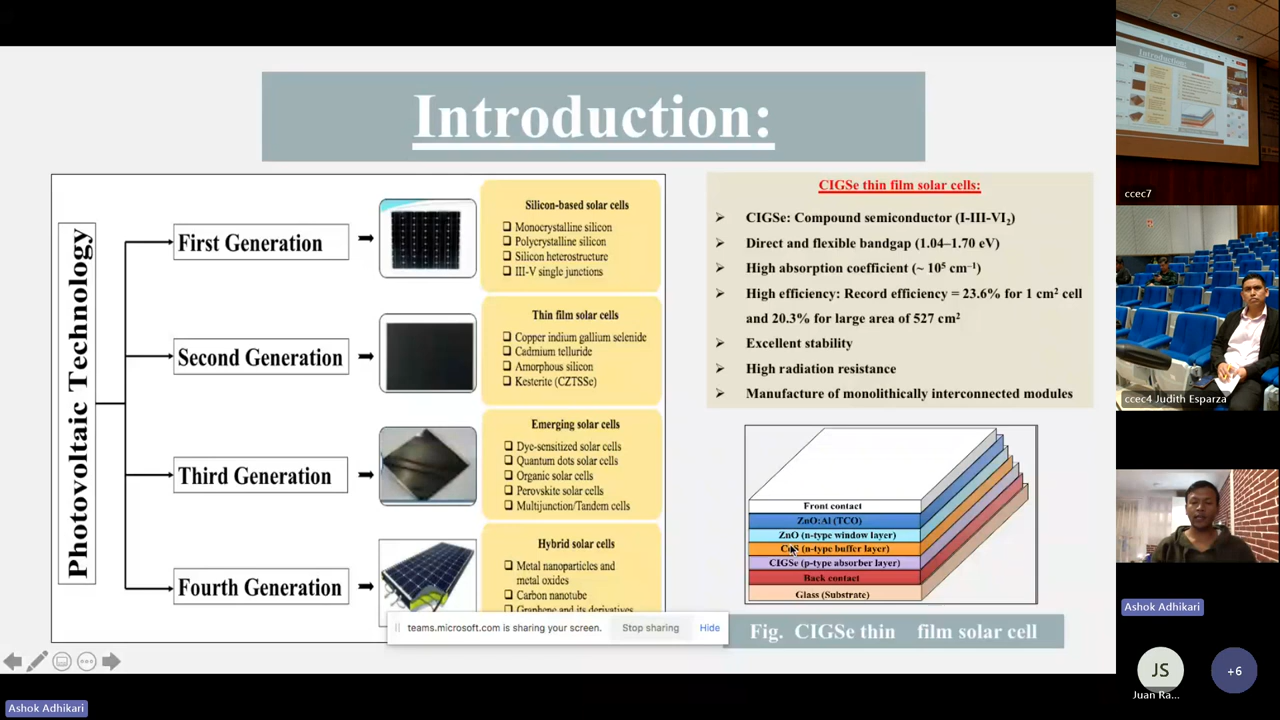 Introduction:
Photovoltaic Technology
First Generation
Silicon-based solar cells
Monocrystalline silicon
Polycrystalline silicon
Silicon heterostructure
III-V single junctions
Second Generation
Thin film solar cells
Copper indium gallium selenide
Cadmium telluride
Amorphous silicon
Kesterite (CZTSSe)
Third Generation
Emerging solar cells
Dye-sensitized solar cells
Quantum dots solar cells
Organic solar cells
Perovskite solar cells
Multijunction/Tandem cells
Fourth Generation
Hybrid solar cells
Metal nanoparticles and
metal oxides
Carbon nanotube
Graphene and its derivatives
CIGSe thin film solar cells:
CIGSe: Compound semiconductor (I-III-VI₂)
Direct and flexible bandgap (1.04–1.70 eV)
High absorption coefficient (~ 10⁵ cm⁻¹)
High efficiency: Record efficiency = 23.6% for 1 cm² cell
and 20.3% for large area of 527 cm²
Excellent stability
High radiation resistance
Manufacture of monolithically interconnected modules
Front contact
ZnO:Al (TCO)
ZnO (n-type window layer)
CdS (n-type buffer layer)
CIGSe (p-type absorber layer)
Back contact
Glass (Substrate)
Fig. CIGSe thin film solar cell
teams.microsoft.com is sharing your screen.
Stop sharing
Hide
Ashok Adhikari
Introduction:
ccec7
ccec4 Judith Esparza
Ashok Adhikari
JS
Juan Ra...
+6